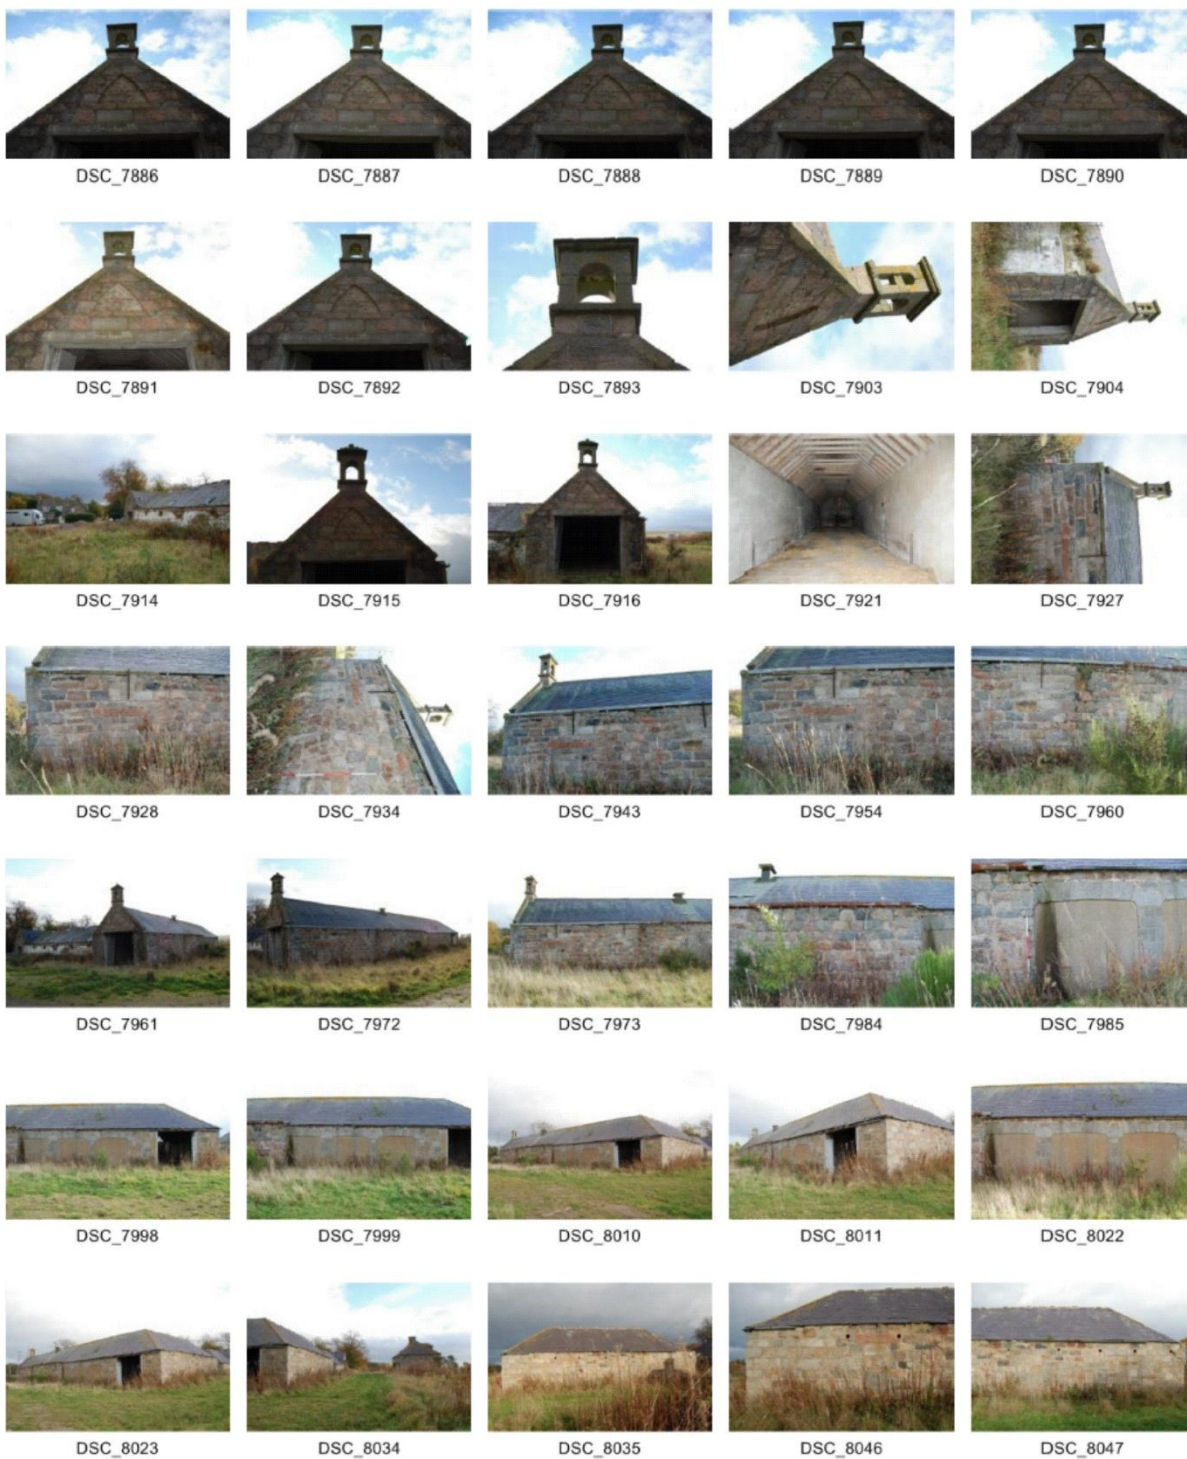 DSC_7886 DSC_7887 DSC_7888 DSC_7889 DSC_7890
DSC_7891 DSC_7892 DSC_7893 DSC_7903 DSC_7904
DSC_7914 DSC_7915 DSC_7916 DSC_7921 DSC_7927
DSC_7928 DSC_7934 DSC_7943 DSC_7954 DSC_7960
DSC_7961 DSC_7972 DSC_7973 DSC_7984 DSC_7985
DSC_7998 DSC_7999 DSC_8010 DSC_8011 DSC_8022
DSC_8023 DSC_8034 DSC_8035 DSC_8046 DSC_8047